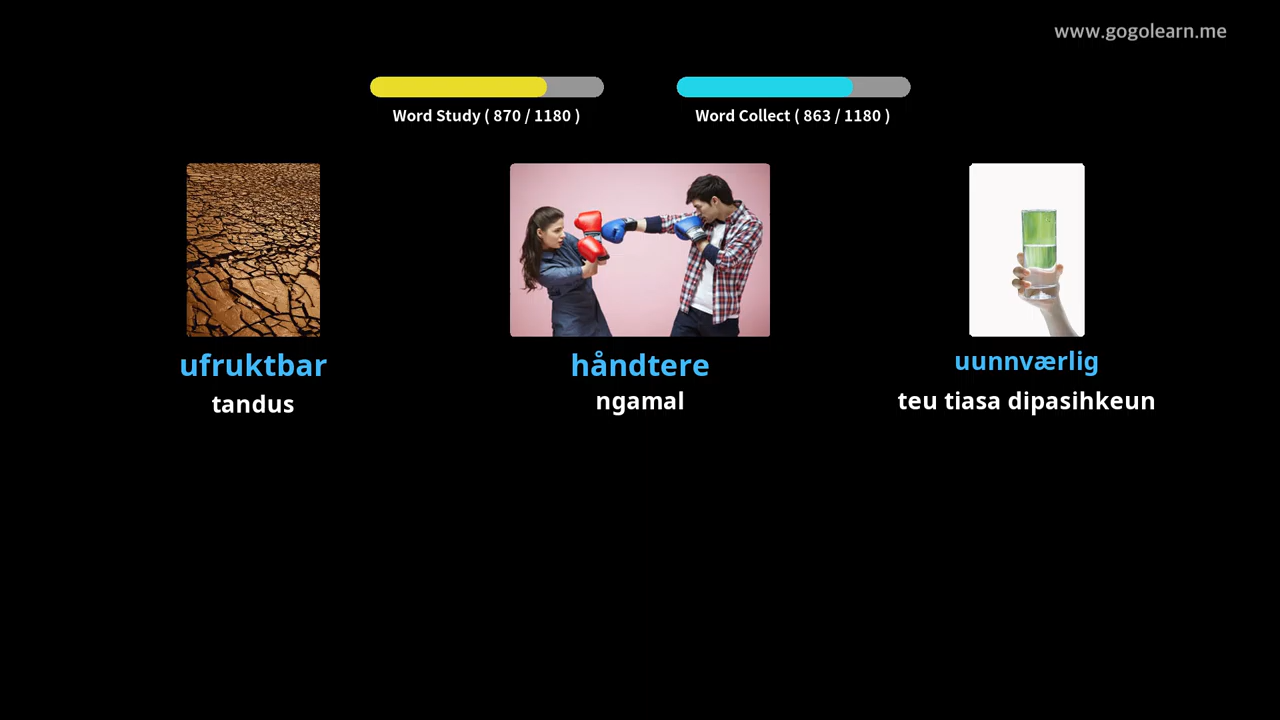 www.gogolearn.me
Word Study ( 870 / 1180 )
Word Collect ( 863 / 1180 )
ufruktbar
tandus
håndtere
ngamal
uunnværlig
teu tiasa dipasihkeun